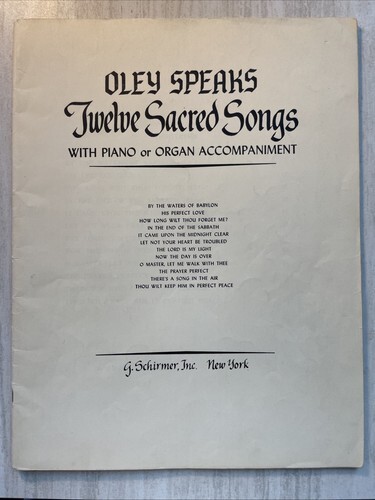 OLEY SPEAKS
Twelve Sacred Songs
WITH PIANO or ORGAN ACCOMPANIMENT
BY THE WATERS OF BABYLON
HIS PERFECT LOVE
HOW LONG WILT THOU FORGET ME?
IN THE END OF THE SABBATH
IT CAME UPON THE MIDNIGHT CLEAR
LET NOT YOUR HEART BE TROUBLED
THE LORD IS MY LIGHT
NOW THE DAY IS OVER
O MASTER, LET ME WALK WITH THEE
THE PRAYER PERFECT
THERE'S A SONG IN THE AIR
THOU WILT KEEP HIM IN PERFECT PEACE
G. Schirmer, Inc. New York